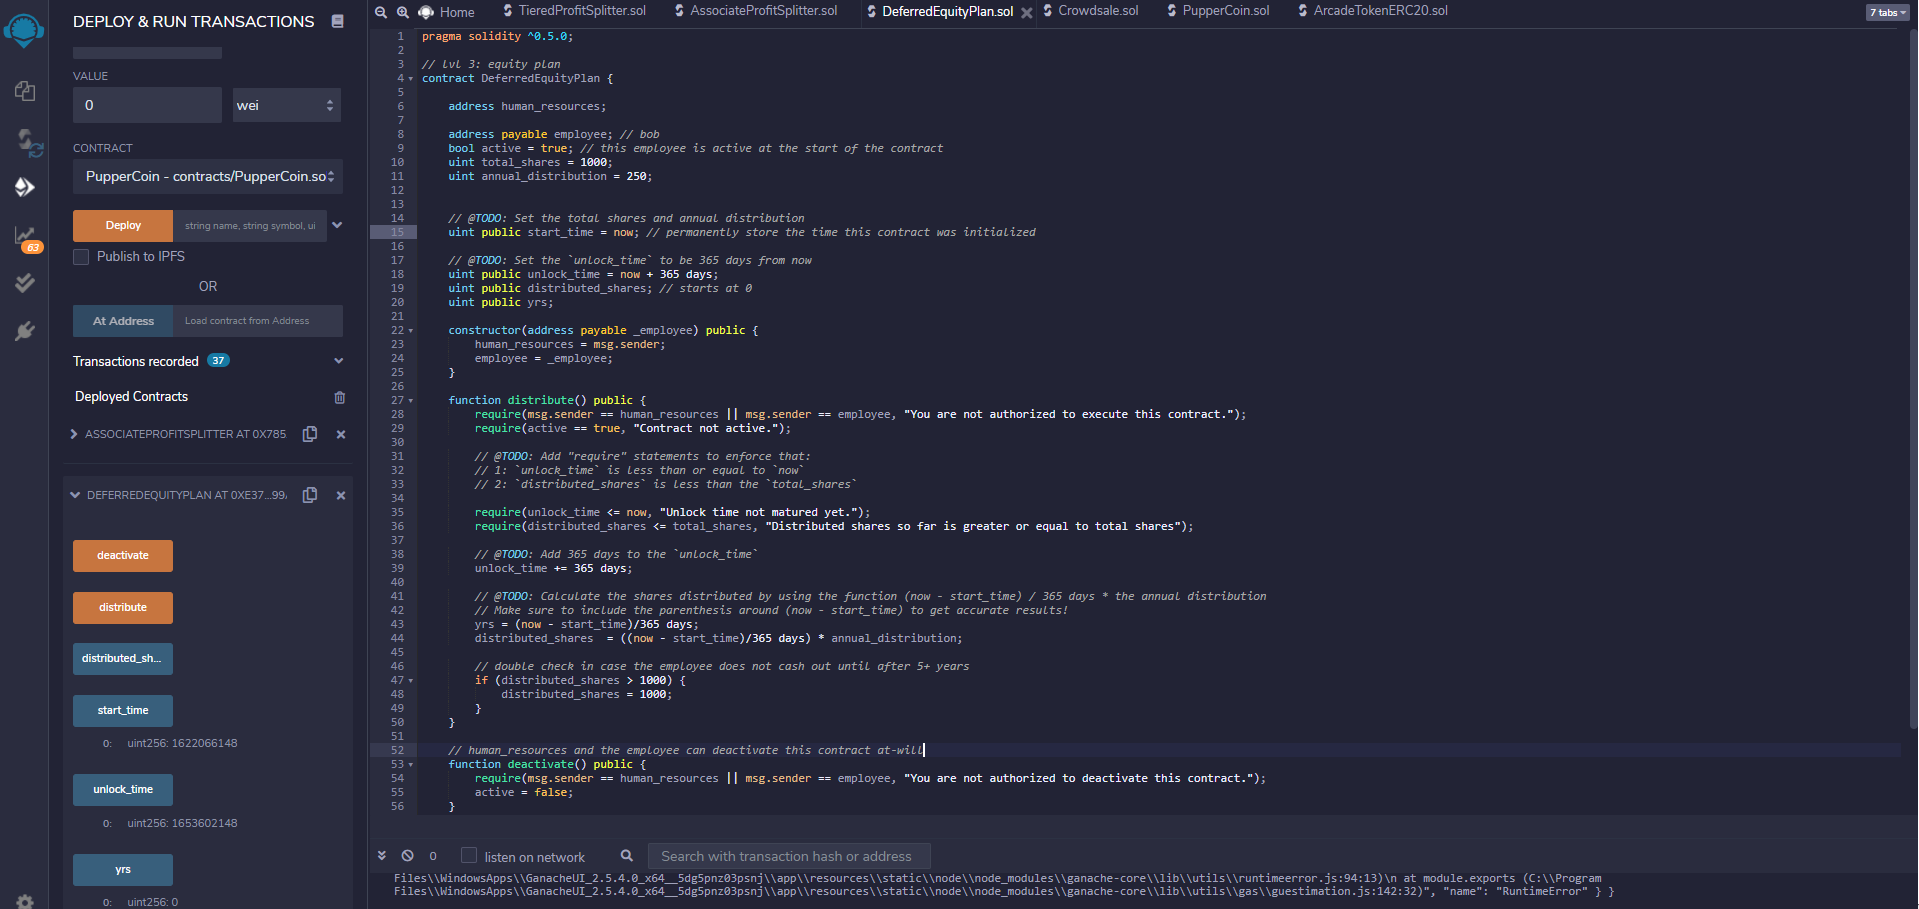 DEPLOY & RUN TRANSACTIONS
VALUE
0 wei
CONTRACT
PupperCoin - contracts/PupperCoin.so
Deploy string name, string symbol, ui
Publish to IPFS
OR
At Address Load contract from Address
Transactions recorded 37
Deployed Contracts
ASSOCIATEPROFITSPLITTER AT 0X785
DEFERREDEQUITYPLAN AT 0XE37...99
deactivate
distribute
distributed_sh...
start_time
0: uint256: 1622066148
unlock_time
0: uint256: 1653602148
yrs
0: uint256: 0
63
Home TieredProfitSplitter.sol AssociateProfitSplitter.sol DeferredEquityPlan.sol Crowdsale.sol PupperCoin.sol ArcadeTokenERC20.sol 7 tabs
1 pragma solidity ^0.5.0;
2
3 // lvl 3: equity plan
4 contract DeferredEquityPlan {
5
6 address human_resources;
7
8 address payable employee; // bob
9 bool active = true; // this employee is active at the start of the contract
10 uint total_shares = 1000;
11 uint annual_distribution = 250;
12
13
14 // @TODO: Set the total shares and annual distribution
15 uint public start_time = now; // permanently store the time this contract was initialized
16
17 // @TODO: Set the `unlock_time` to be 365 days from now
18 uint public unlock_time = now + 365 days;
19 uint public distributed_shares; // starts at 0
20 uint public yrs;
21
22 constructor(address payable _employee) public {
23 human_resources = msg.sender;
24 employee = _employee;
25 }
26
27 function distribute() public {
28 require(msg.sender == human_resources || msg.sender == employee, "You are not authorized to execute this contract.");
29 require(active == true, "Contract not active.");
30
31 // @TODO: Add "require" statements to enforce that:
32 // 1: `unlock_time` is less than or equal to `now`
33 // 2: `distributed_shares` is less than the `total_shares`
34
35 require(unlock_time <= now, "Unlock time not matured yet.");
36 require(distributed_shares <= total_shares, "Distributed shares so far is greater or equal to total shares");
37
38 // @TODO: Add 365 days to the `unlock_time`
39 unlock_time += 365 days;
40
41 // @TODO: Calculate the shares distributed by using the function (now - start_time) / 365 days * the annual distribution
42 // Make sure to include the parenthesis around (now - start_time) to get accurate results!
43 yrs = (now - start_time)/365 days;
44 distributed_shares  = ((now - start_time)/365 days) * annual_distribution;
45
46 // double check in case the employee does not cash out until after 5+ years
47 if (distributed_shares > 1000) {
48 distributed_shares = 1000;
49 }
50 }
51
52 // human_resources and the employee can deactivate this contract at-will
53 function deactivate() public {
54 require(msg.sender == human_resources || msg.sender == employee, "You are not authorized to deactivate this contract.");
55 active = false;
56 }
0 listen on network Search with transaction hash or address
Files\\WindowsApps\\GanacheUI_2.5.4.0_x64__5dg5pnz03psnj\\app\\resources\\static\\node\\node_modules\\ganache-core\\lib\\utils\\runtimeerror.js:94:13)\n at module.exports (C:\\Program
Files\\WindowsApps\\GanacheUI_2.5.4.0_x64__5dg5pnz03psnj\\app\\resources\\static\\node\\node_modules\\ganache-core\\lib\\utils\\gas\\guestimation.js:142:32)", "name": "RuntimeError" } }